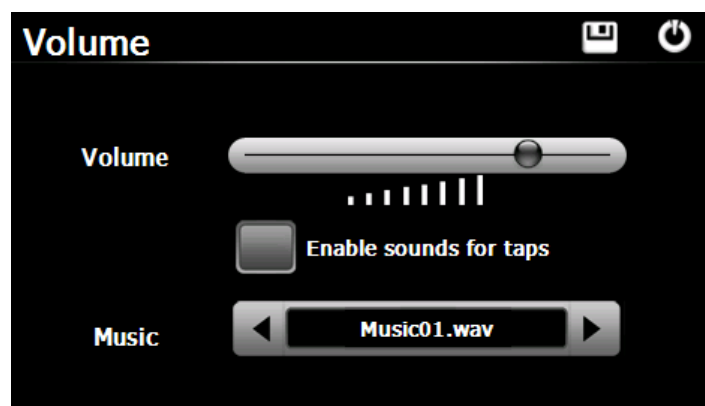 Volume
Volume
Enable sounds for taps
Music
Music01.wav